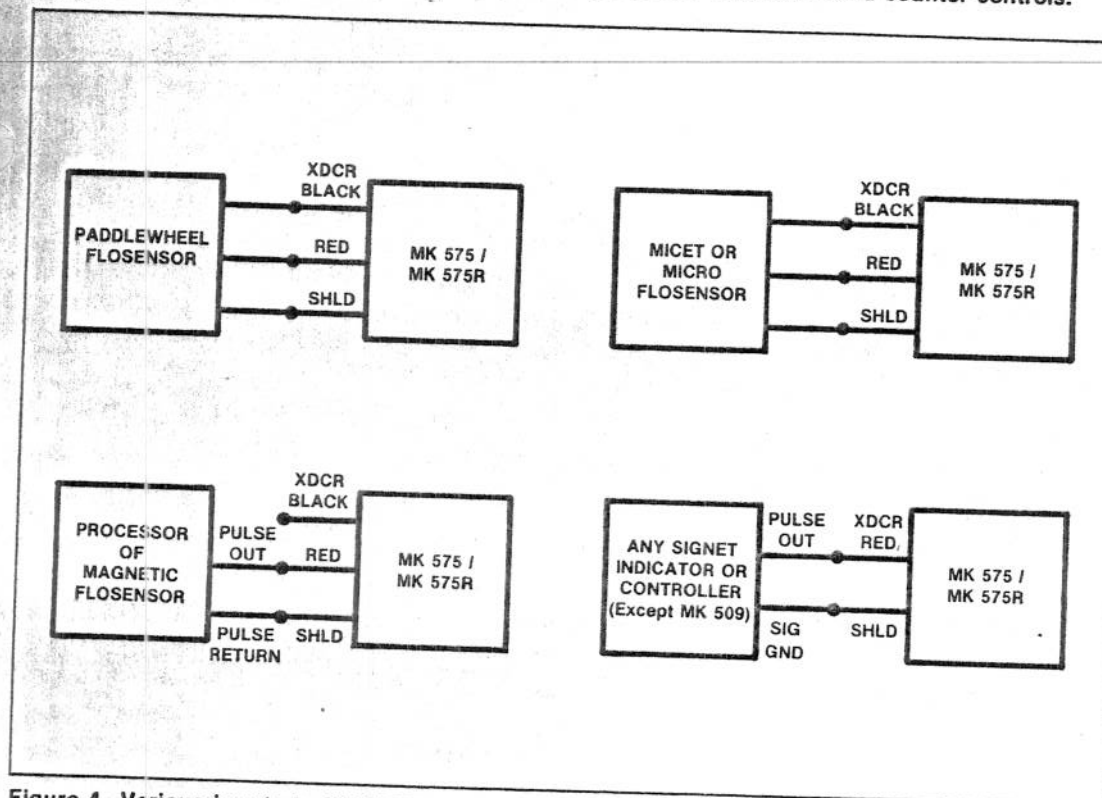 counter controls.
XDCR
BLACK
PADDLEWHEEL
FLOSENSOR
RED
SHLD
MK 575 /
MK 575R
XDCR
BLACK
MICET OR
MICRO
FLOSENSOR
RED
SHLD
MK 575 /
MK 575R
XDCR
BLACK
PROCESSOR
OF
MAGNETIC
FLOSENSOR
PULSE
OUT
RED
PULSE
RETURN
SHLD
MK 575 /
MK 575R
ANY SIGNET
INDICATOR OR
CONTROLLER
(Except MK 509)
PULSE
OUT
XDCR
RED
SIG
GND
SHLD
MK 575 /
MK 575R
Figure 4. Various